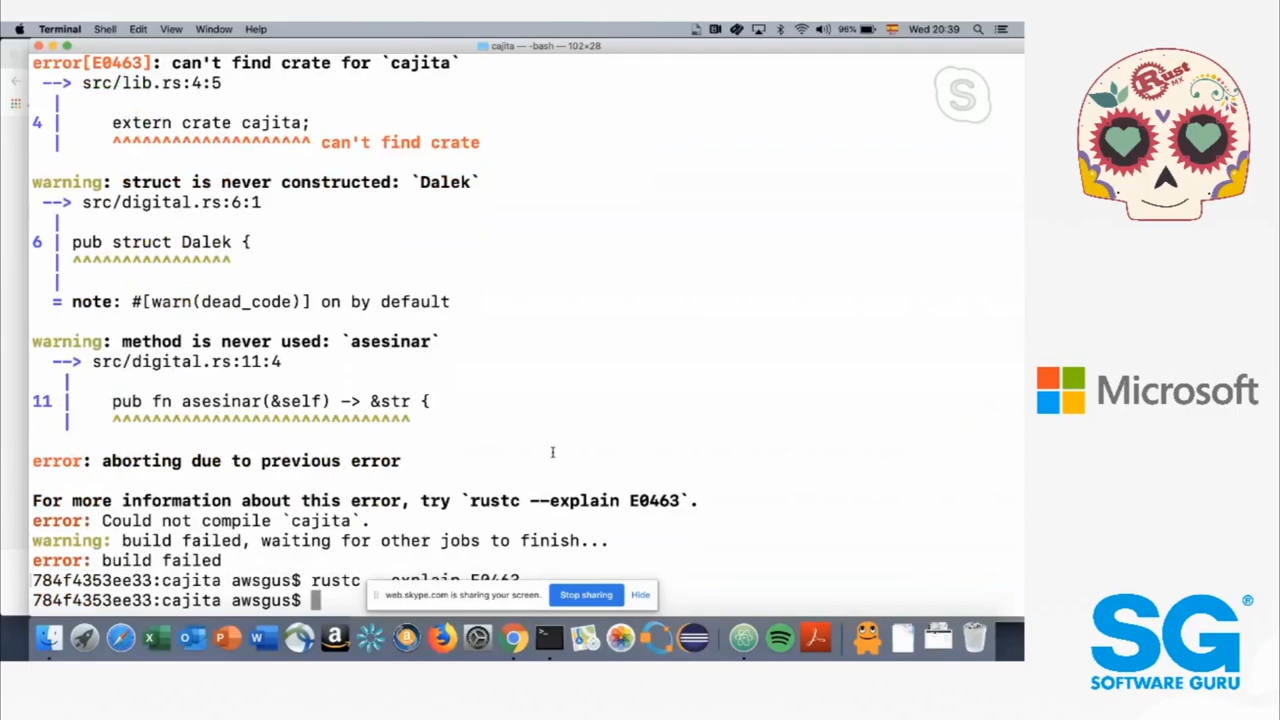 Terminal Shell Edit View Window Help 96% Wed 20:39
cajita — -bash — 102×28
error[E0463]: can't find crate for `cajita`
--> src/lib.rs:4:5
|
4 | extern crate cajita;
| ^^^^^^^^^^^^^^^^^^^^ can't find crate
warning: struct is never constructed: `Dalek`
--> src/digital.rs:6:1
|
6 | pub struct Dalek {
| ^^^^^^^^^^^^^^^^
|
= note: #[warn(dead_code)] on by default
warning: method is never used: `asesinar`
--> src/digital.rs:11:4
|
11 | pub fn asesinar(&self) -> &str {
| ^^^^^^^^^^^^^^^^^^^^^^^^^^^^^^
error: aborting due to previous error
For more information about this error, try `rustc --explain E0463`.
error: Could not compile `cajita`.
warning: build failed, waiting for other jobs to finish...
error: build failed
784f4353ee33:cajita awsgus$ rustc --explain E0463
784f4353ee33:cajita awsgus$
web.skype.com is sharing your screen. Stop sharing Hide
Rust MX
Microsoft
SG
SOFTWARE GURU